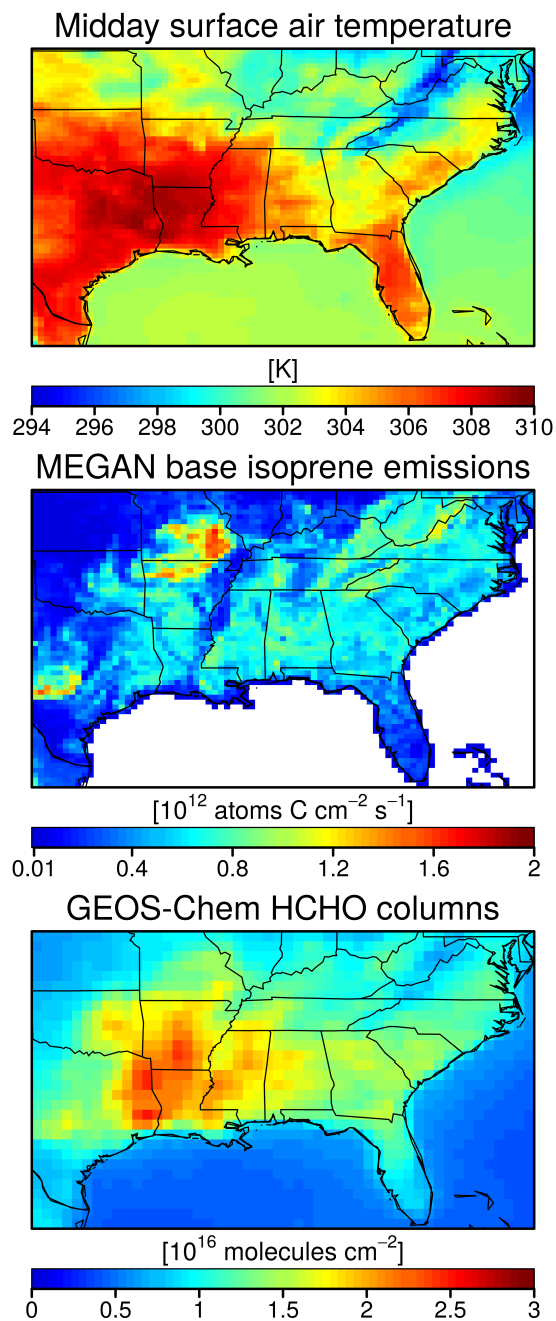 Midday surface air temperature
[K]
294 296 298 300 302 304 306 308 310
MEGAN base isoprene emissions
[10¹² atoms C cm⁻² s⁻¹]
0.01 0.4 0.8 1.2 1.6 2
GEOS-Chem HCHO columns
[10¹⁶ molecules cm⁻²]
0 0.5 1 1.5 2 2.5 3